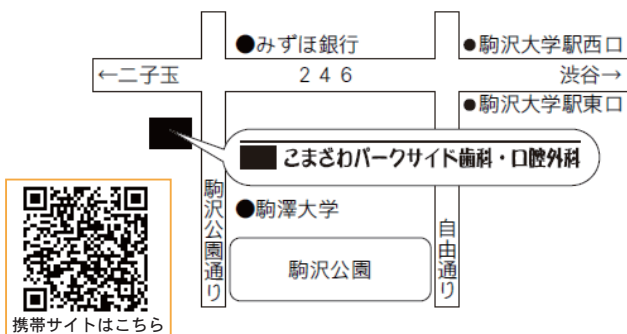 ●みずほ銀行
●駒沢大学駅西口
←二子玉
246
渋谷→
●駒沢大学駅東口
こまざわパークサイド歯科・口腔外科
駒沢公園通り
●駒澤大学
自由通り
駒沢公園
携帯サイトはこちら